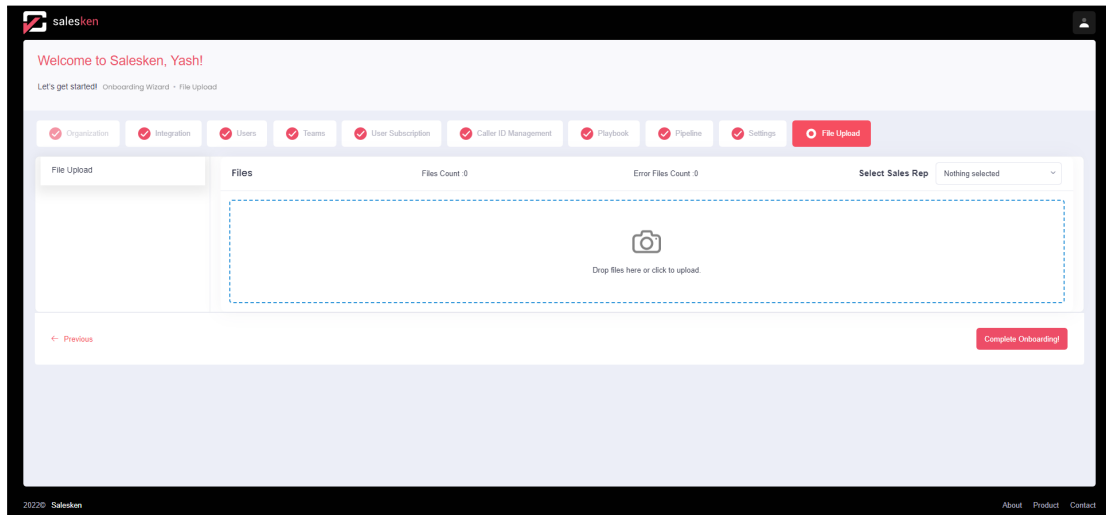 salesken
Welcome to Salesken, Yash!
Let's get started! Onboarding Wizard - File Upload
Organization Integration Users Teams User Subscription Caller ID Management Playbook Pipeline Settings File Upload
File Upload
Files Files Count :0 Error Files Count :0 Select Sales Rep Nothing selected
Drop files here or click to upload.
← Previous Complete Onboarding!
2022© Salesken About Product Contact